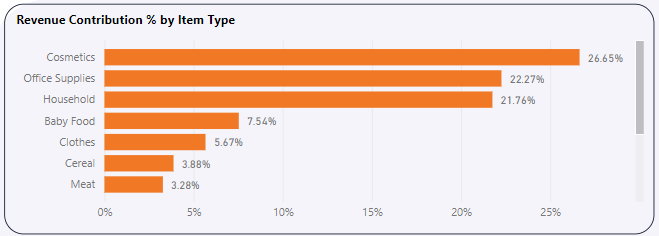 Revenue Contribution % by Item Type
Cosmetics 26.65%
Office Supplies 22.27%
Household 21.76%
Baby Food 7.54%
Clothes 5.67%
Cereal 3.88%
Meat 3.28%
0% 5% 10% 15% 20% 25%